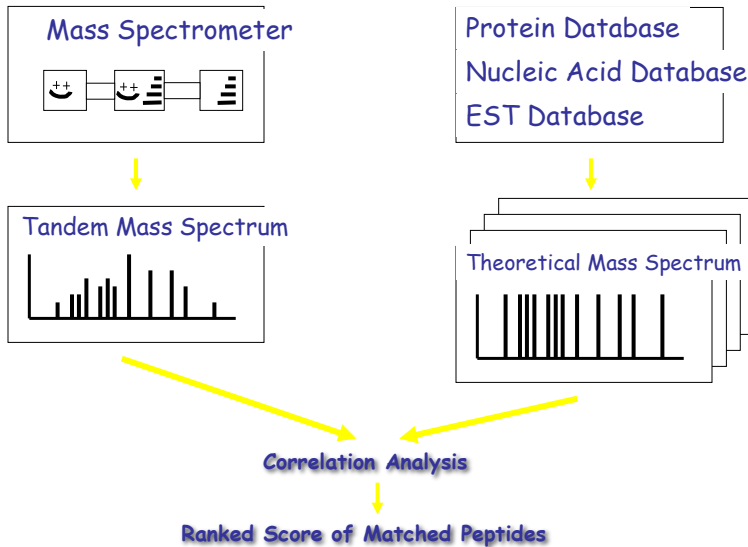 Mass Spectrometer
++
++
Protein Database
Nucleic Acid Database
EST Database
Tandem Mass Spectrum
Theoretical Mass Spectrum
Correlation Analysis
Ranked Score of Matched Peptides